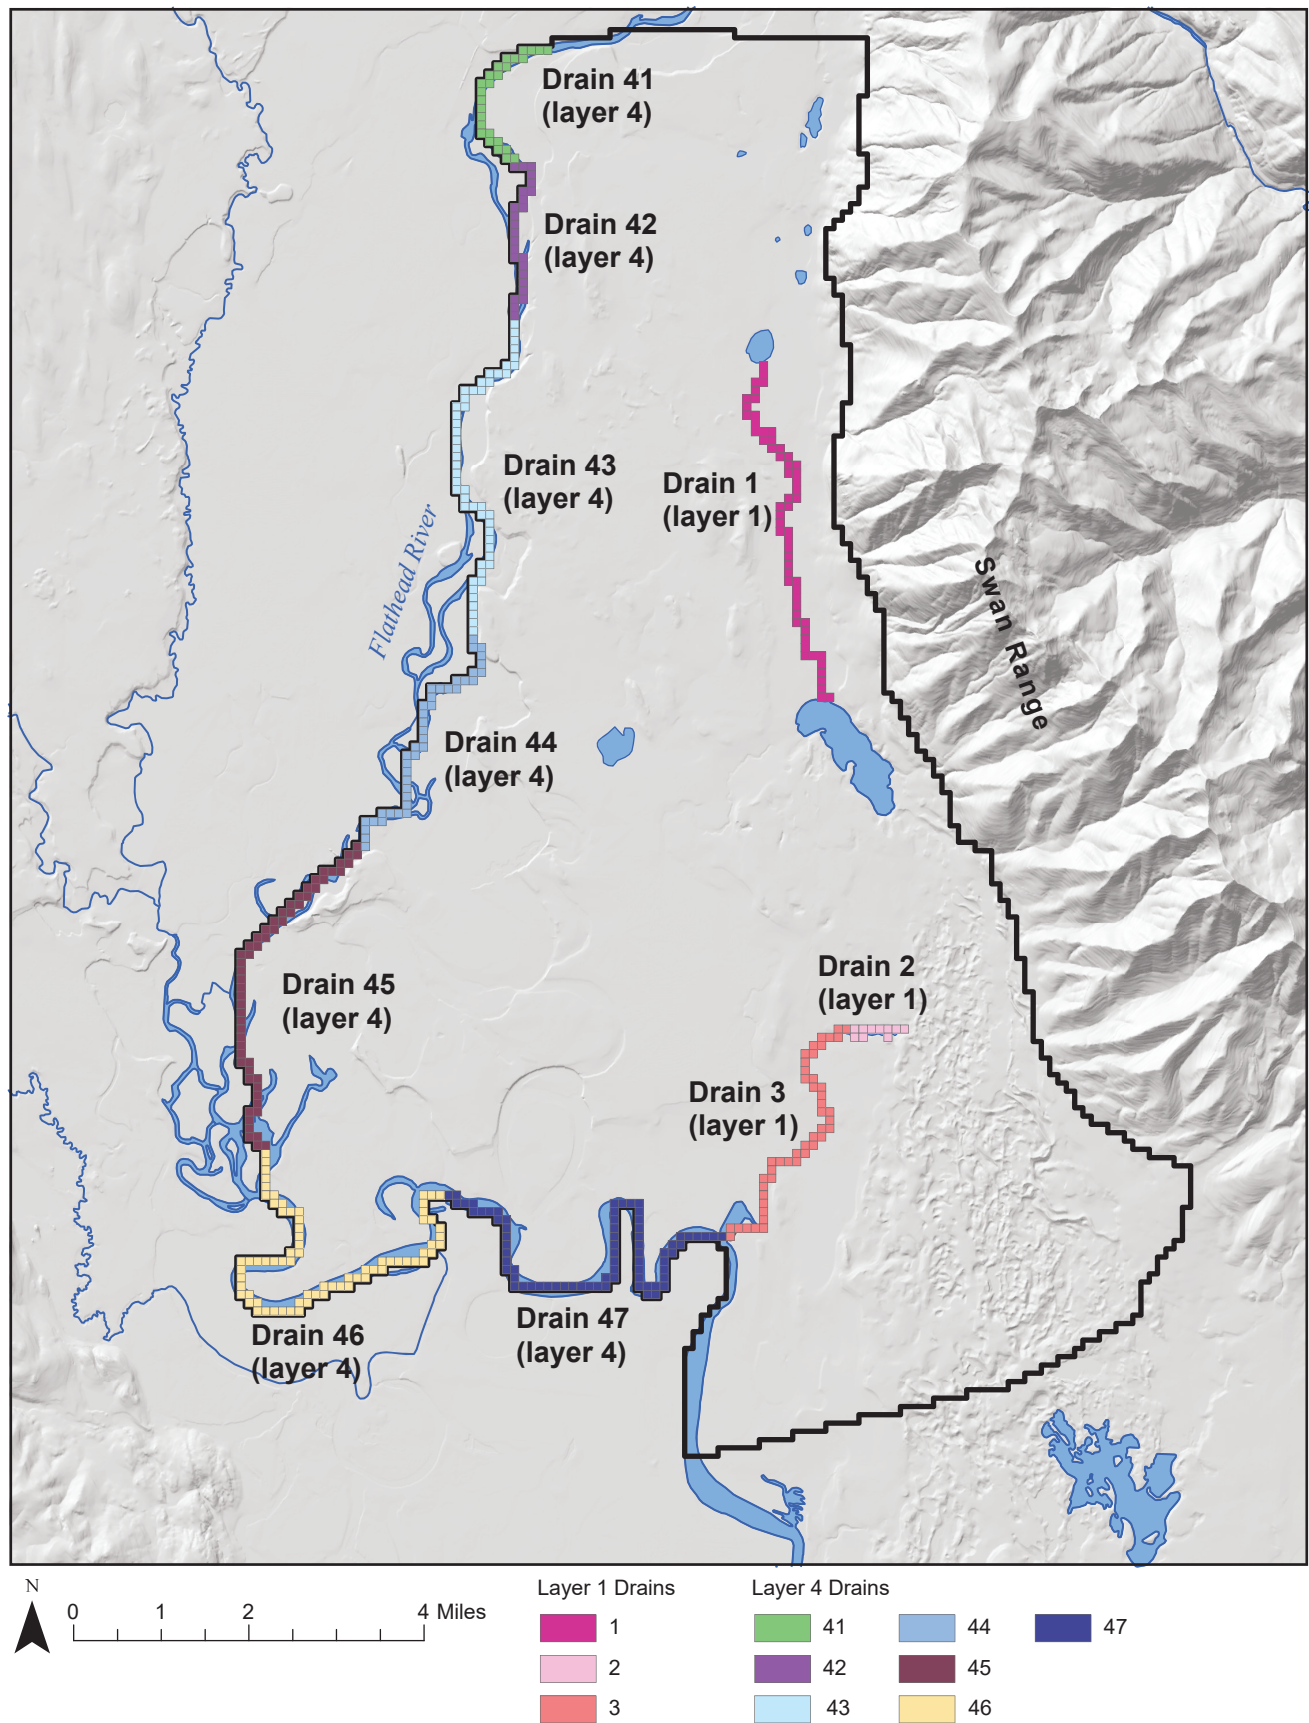 Drain 41
(layer 4)
Drain 42
(layer 4)
Drain 43
(layer 4)
Drain 1
(layer 1)
Flathead River
Swan Range
Drain 44
(layer 4)
Drain 2
(layer 1)
Drain 45
(layer 4)
Drain 3
(layer 1)
Drain 47
(layer 4)
Drain 46
(layer 4)
N
0 1 2 4 Miles
Layer 1 Drains
1
2
3
Layer 4 Drains
41
42
43
44
45
46
47